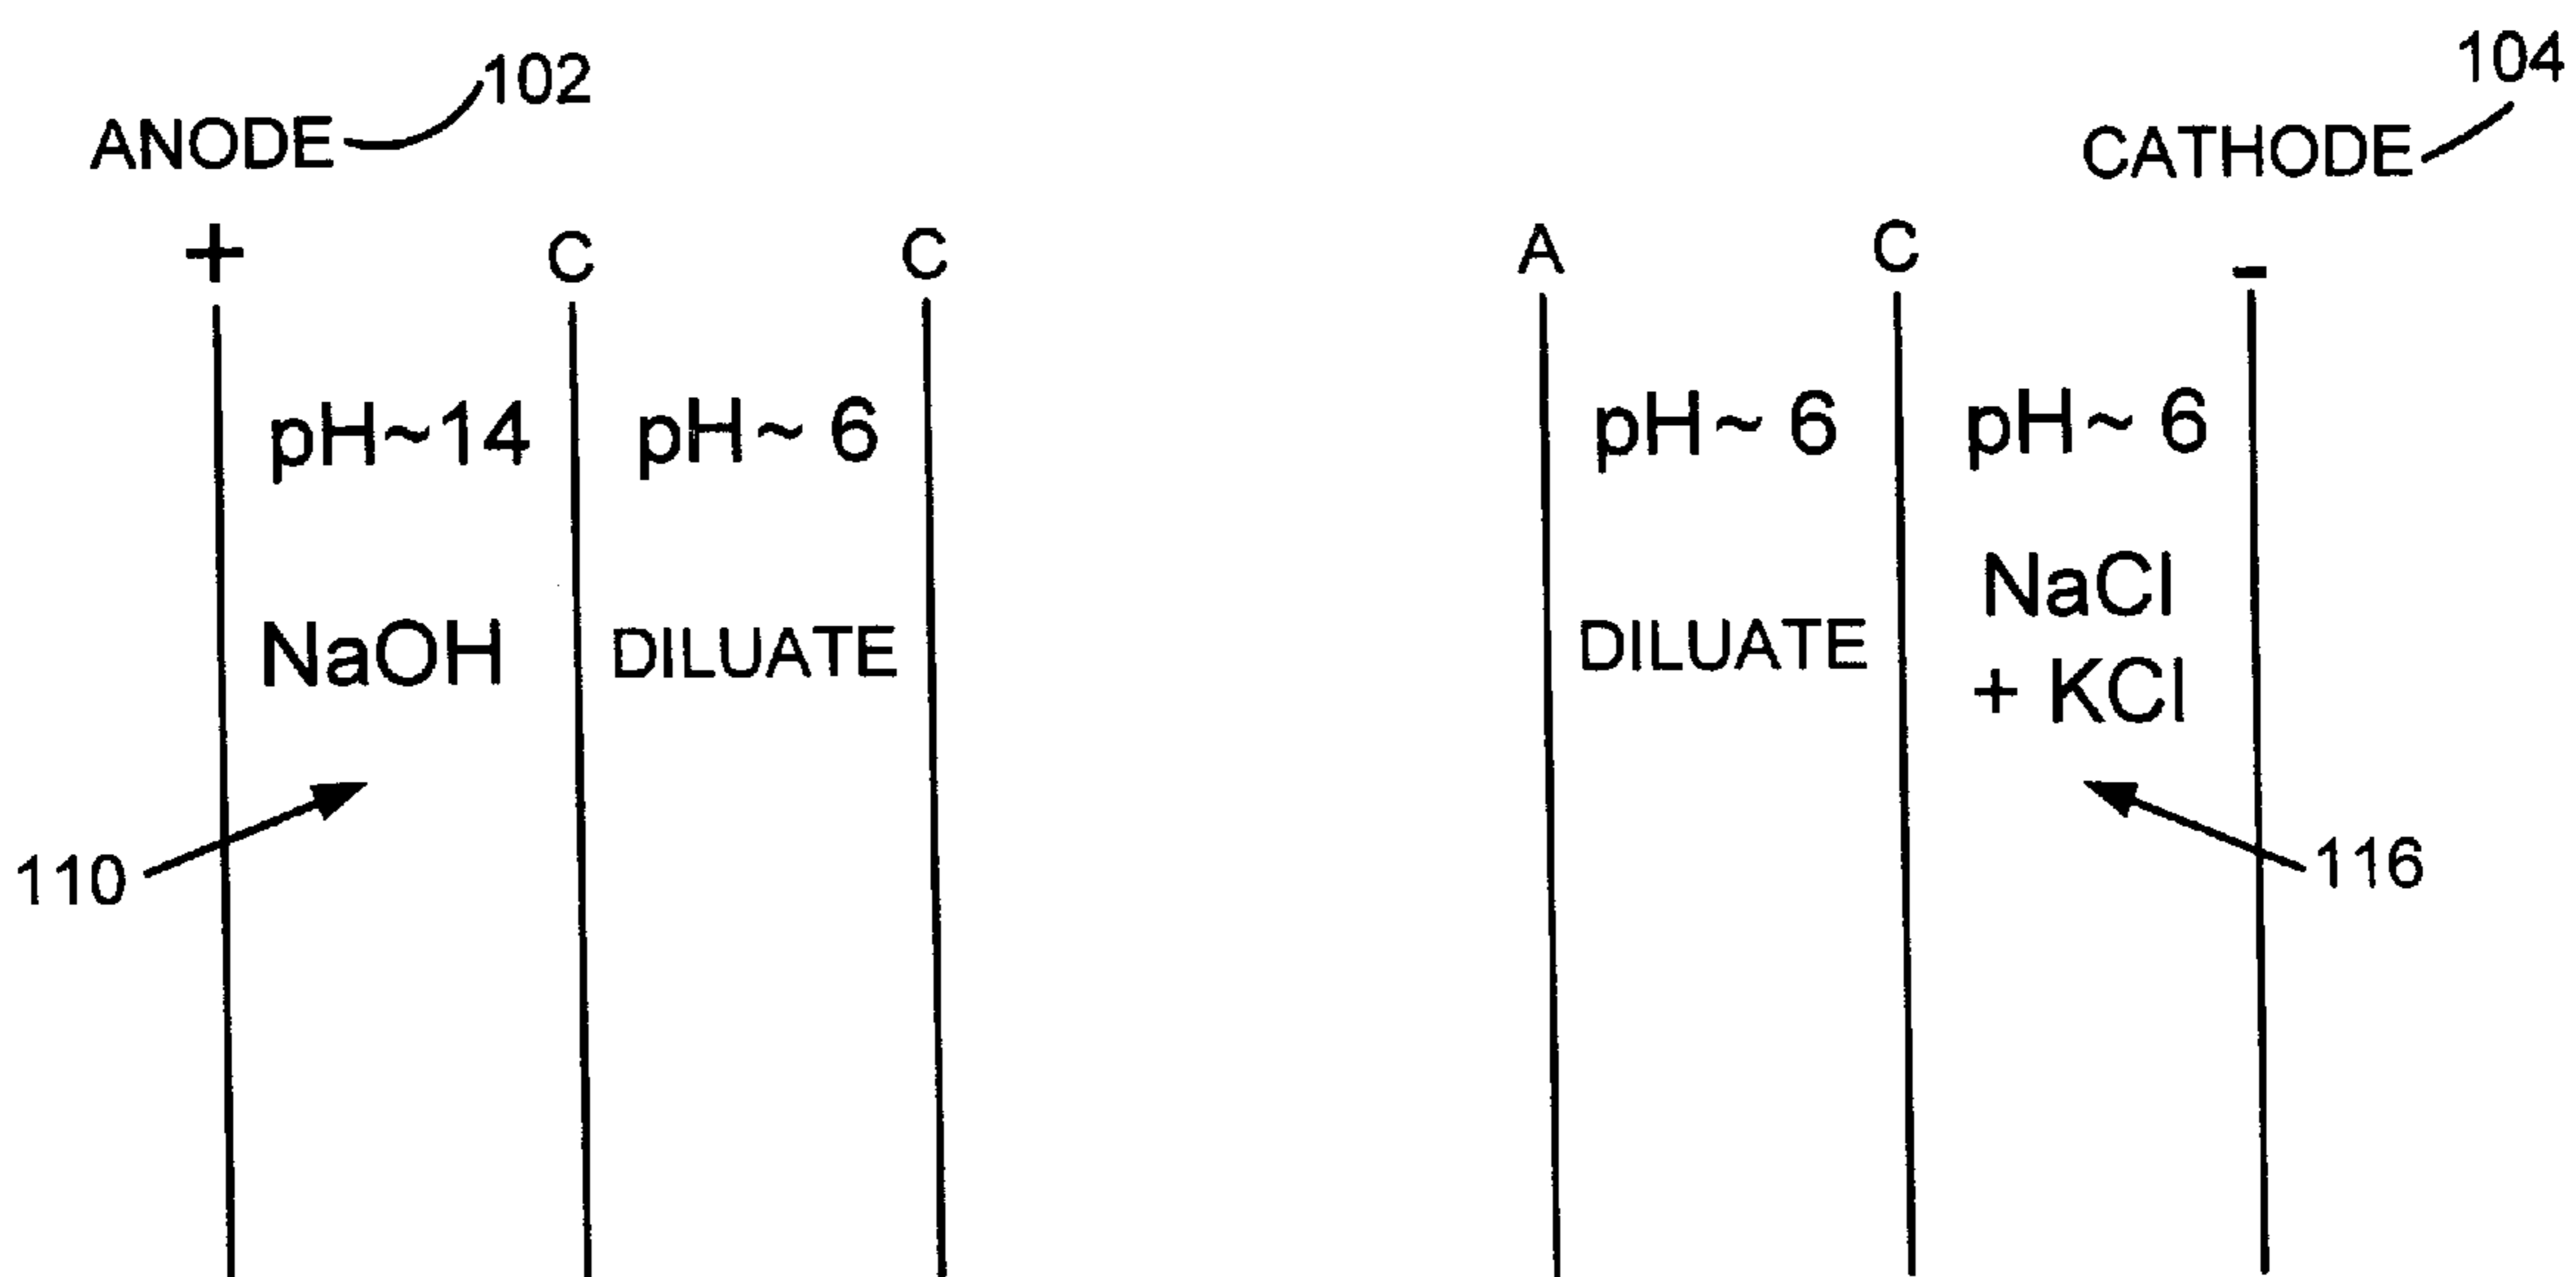 102
104
ANODE
CATHODE
+ C C A C -
pH~14 pH~ 6 pH~ 6 pH~ 6
NaOH DILUATE DILUATE NaCl
+ KCl
110 116